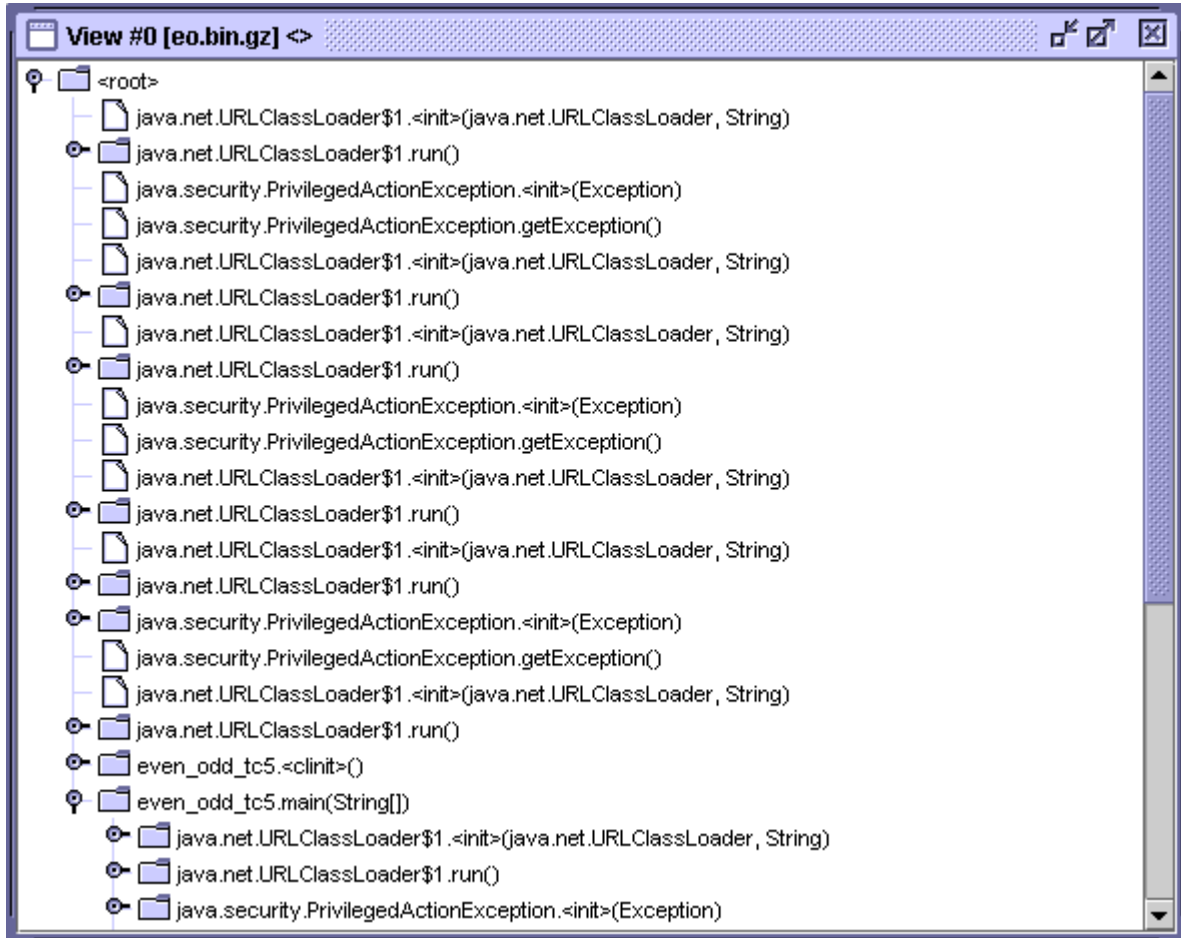 View #0 [eo.bin.gz] <>
<root>
java.net.URLClassLoader$1.<init>(java.net.URLClassLoader, String)
java.net.URLClassLoader$1.run()
java.security.PrivilegedActionException.<init>(Exception)
java.security.PrivilegedActionException.getException()
java.net.URLClassLoader$1.<init>(java.net.URLClassLoader, String)
java.net.URLClassLoader$1.run()
java.net.URLClassLoader$1.<init>(java.net.URLClassLoader, String)
java.net.URLClassLoader$1.run()
java.security.PrivilegedActionException.<init>(Exception)
java.security.PrivilegedActionException.getException()
java.net.URLClassLoader$1.<init>(java.net.URLClassLoader, String)
java.net.URLClassLoader$1.run()
java.net.URLClassLoader$1.<init>(java.net.URLClassLoader, String)
java.net.URLClassLoader$1.run()
java.security.PrivilegedActionException.<init>(Exception)
java.security.PrivilegedActionException.getException()
java.net.URLClassLoader$1.<init>(java.net.URLClassLoader, String)
java.net.URLClassLoader$1.run()
even_odd_tc5.<clinit>()
even_odd_tc5.main(String[])
java.net.URLClassLoader$1.<init>(java.net.URLClassLoader, String)
java.net.URLClassLoader$1.run()
java.security.PrivilegedActionException.<init>(Exception)